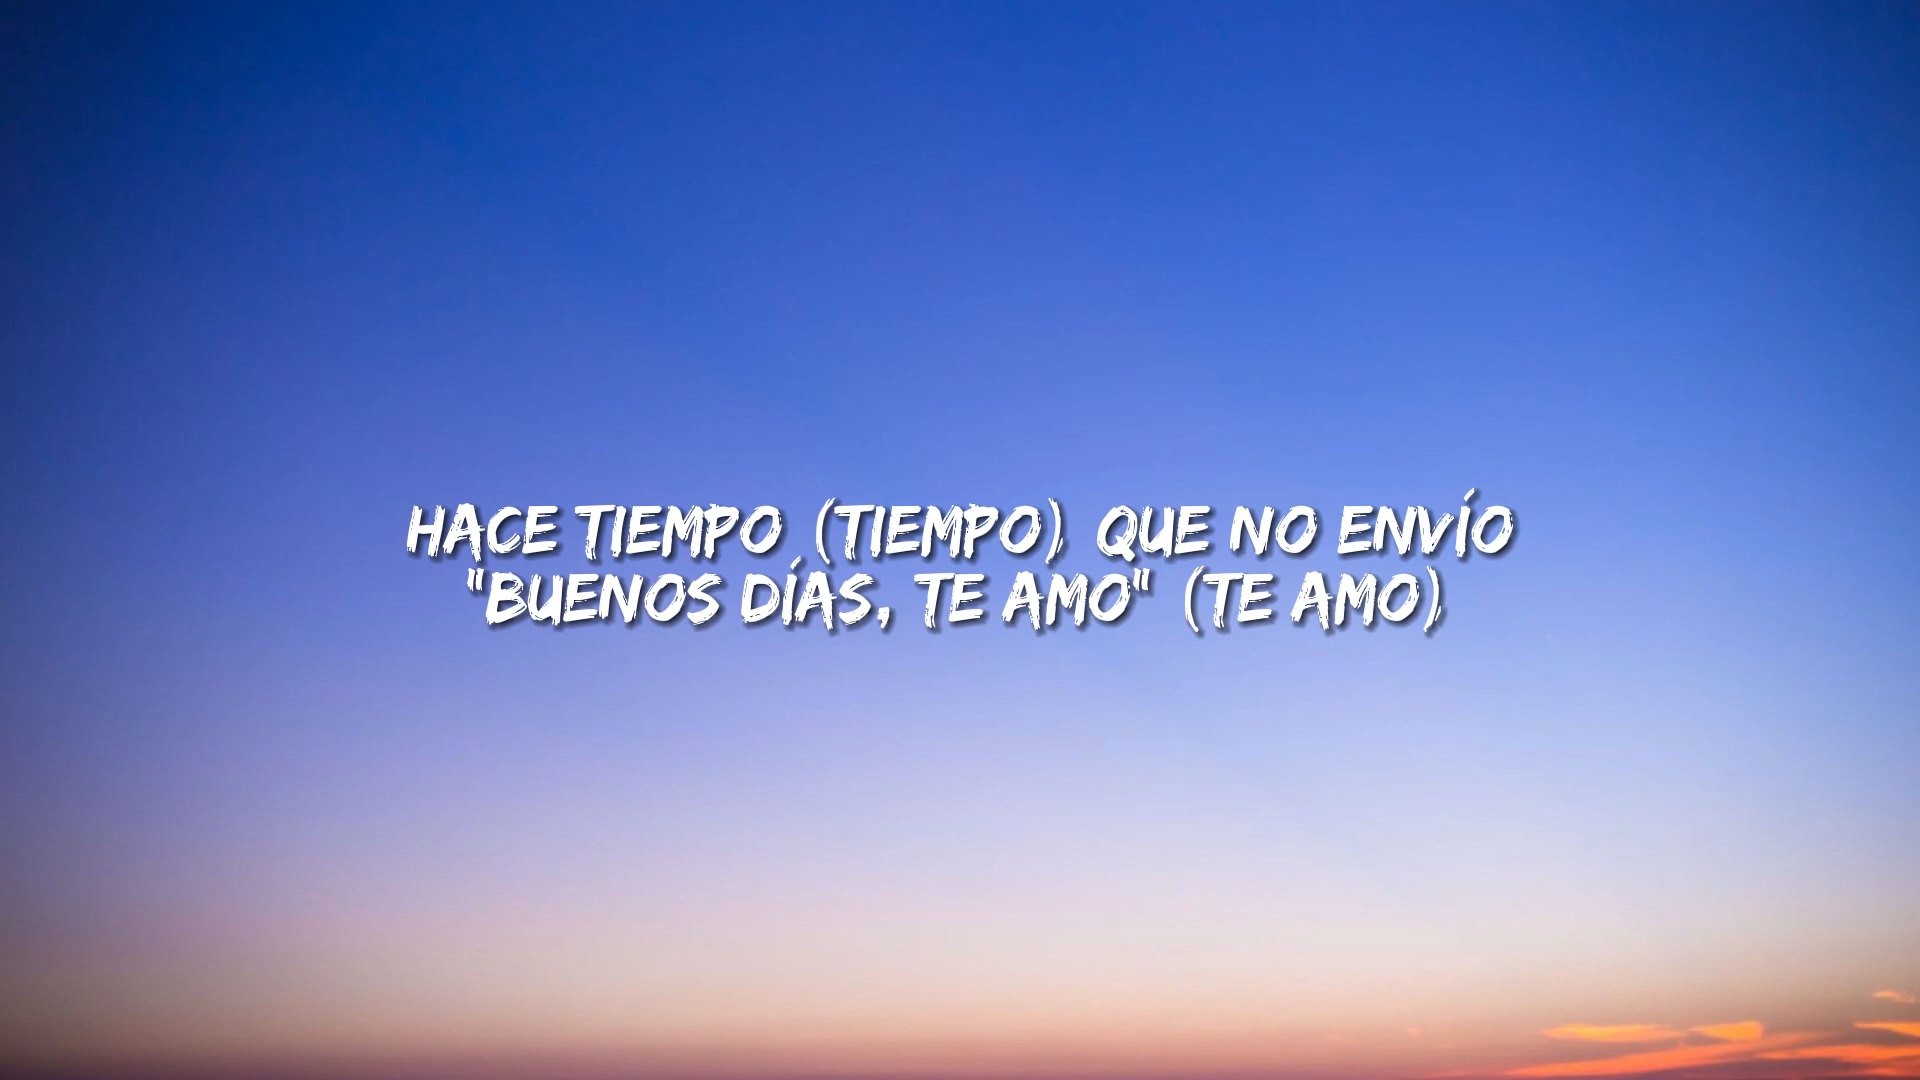 HACE TIEMPO (TIEMPO) QUE NO ENVÍO
"BUENOS DÍAS, TE AMO" (TE AMO)